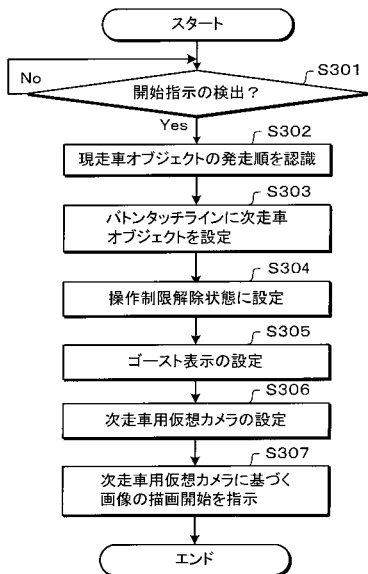 スタート
S301
No
開始指示の検出?
Yes
S302
現走車オブジェクトの発走順を認識
S303
バトンタッチラインに次走車
オブジェクトを設定
S304
操作制限解除状態に設定
S305
ゴースト表示の設定
S306
次走車用仮想カメラの設定
S307
次走車用仮想カメラに基づく
画像の描画開始を指示
エンド